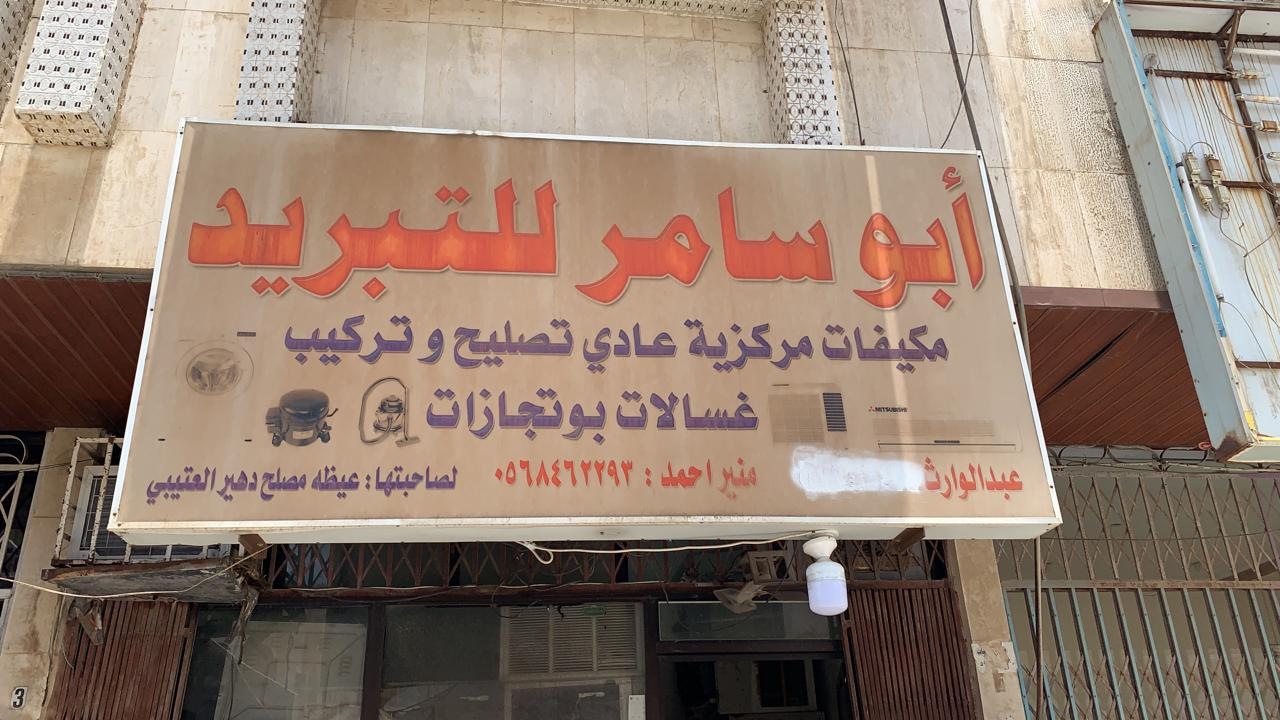 أبو سامر للتبريد
مكيفات مركزية عادي تصليح و تركيب
غسالات بوتجازات
MITSUBISHI
عبدالوارث منير احمد : ٠٥٦٨٤٦٢٢٩٣ لصاحبتها : عيظه مصلح دهير العتيبي
3